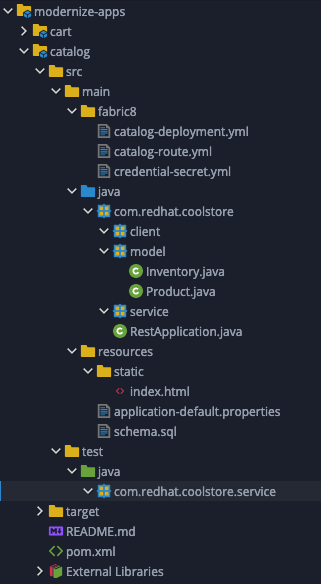 modernize-apps
cart
catalog
src
main
fabric8
catalog-deployment.yml
catalog-route.yml
credential-secret.yml
java
com.redhat.coolstore
client
model
Inventory.java
Product.java
service
RestApplication.java
resources
static
index.html
application-default.properties
schema.sql
test
java
com.redhat.coolstore.service
target
README.md
pom.xml
External Libraries